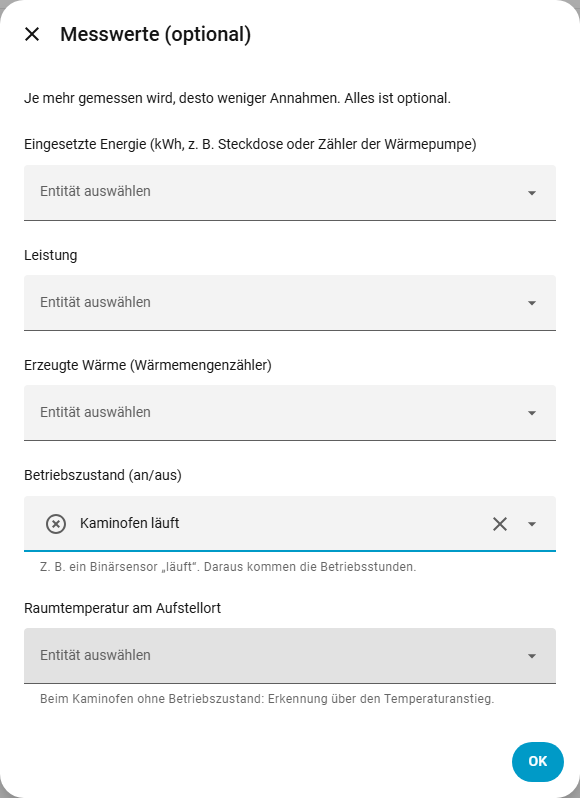 Messwerte (optional)
Je mehr gemessen wird, desto weniger Annahmen. Alles ist optional.
Eingesetzte Energie (kWh, z. B. Steckdose oder Zähler der Wärmepumpe)
Entität auswählen
Leistung
Entität auswählen
Erzeugte Wärme (Wärmemengenzähler)
Entität auswählen
Betriebszustand (an/aus)
Kaminofen läuft
Z. B. ein Binärsensor „läuft“. Daraus kommen die Betriebsstunden.
Raumtemperatur am Aufstellort
Entität auswählen
Beim Kaminofen ohne Betriebszustand: Erkennung über den Temperaturanstieg.
OK